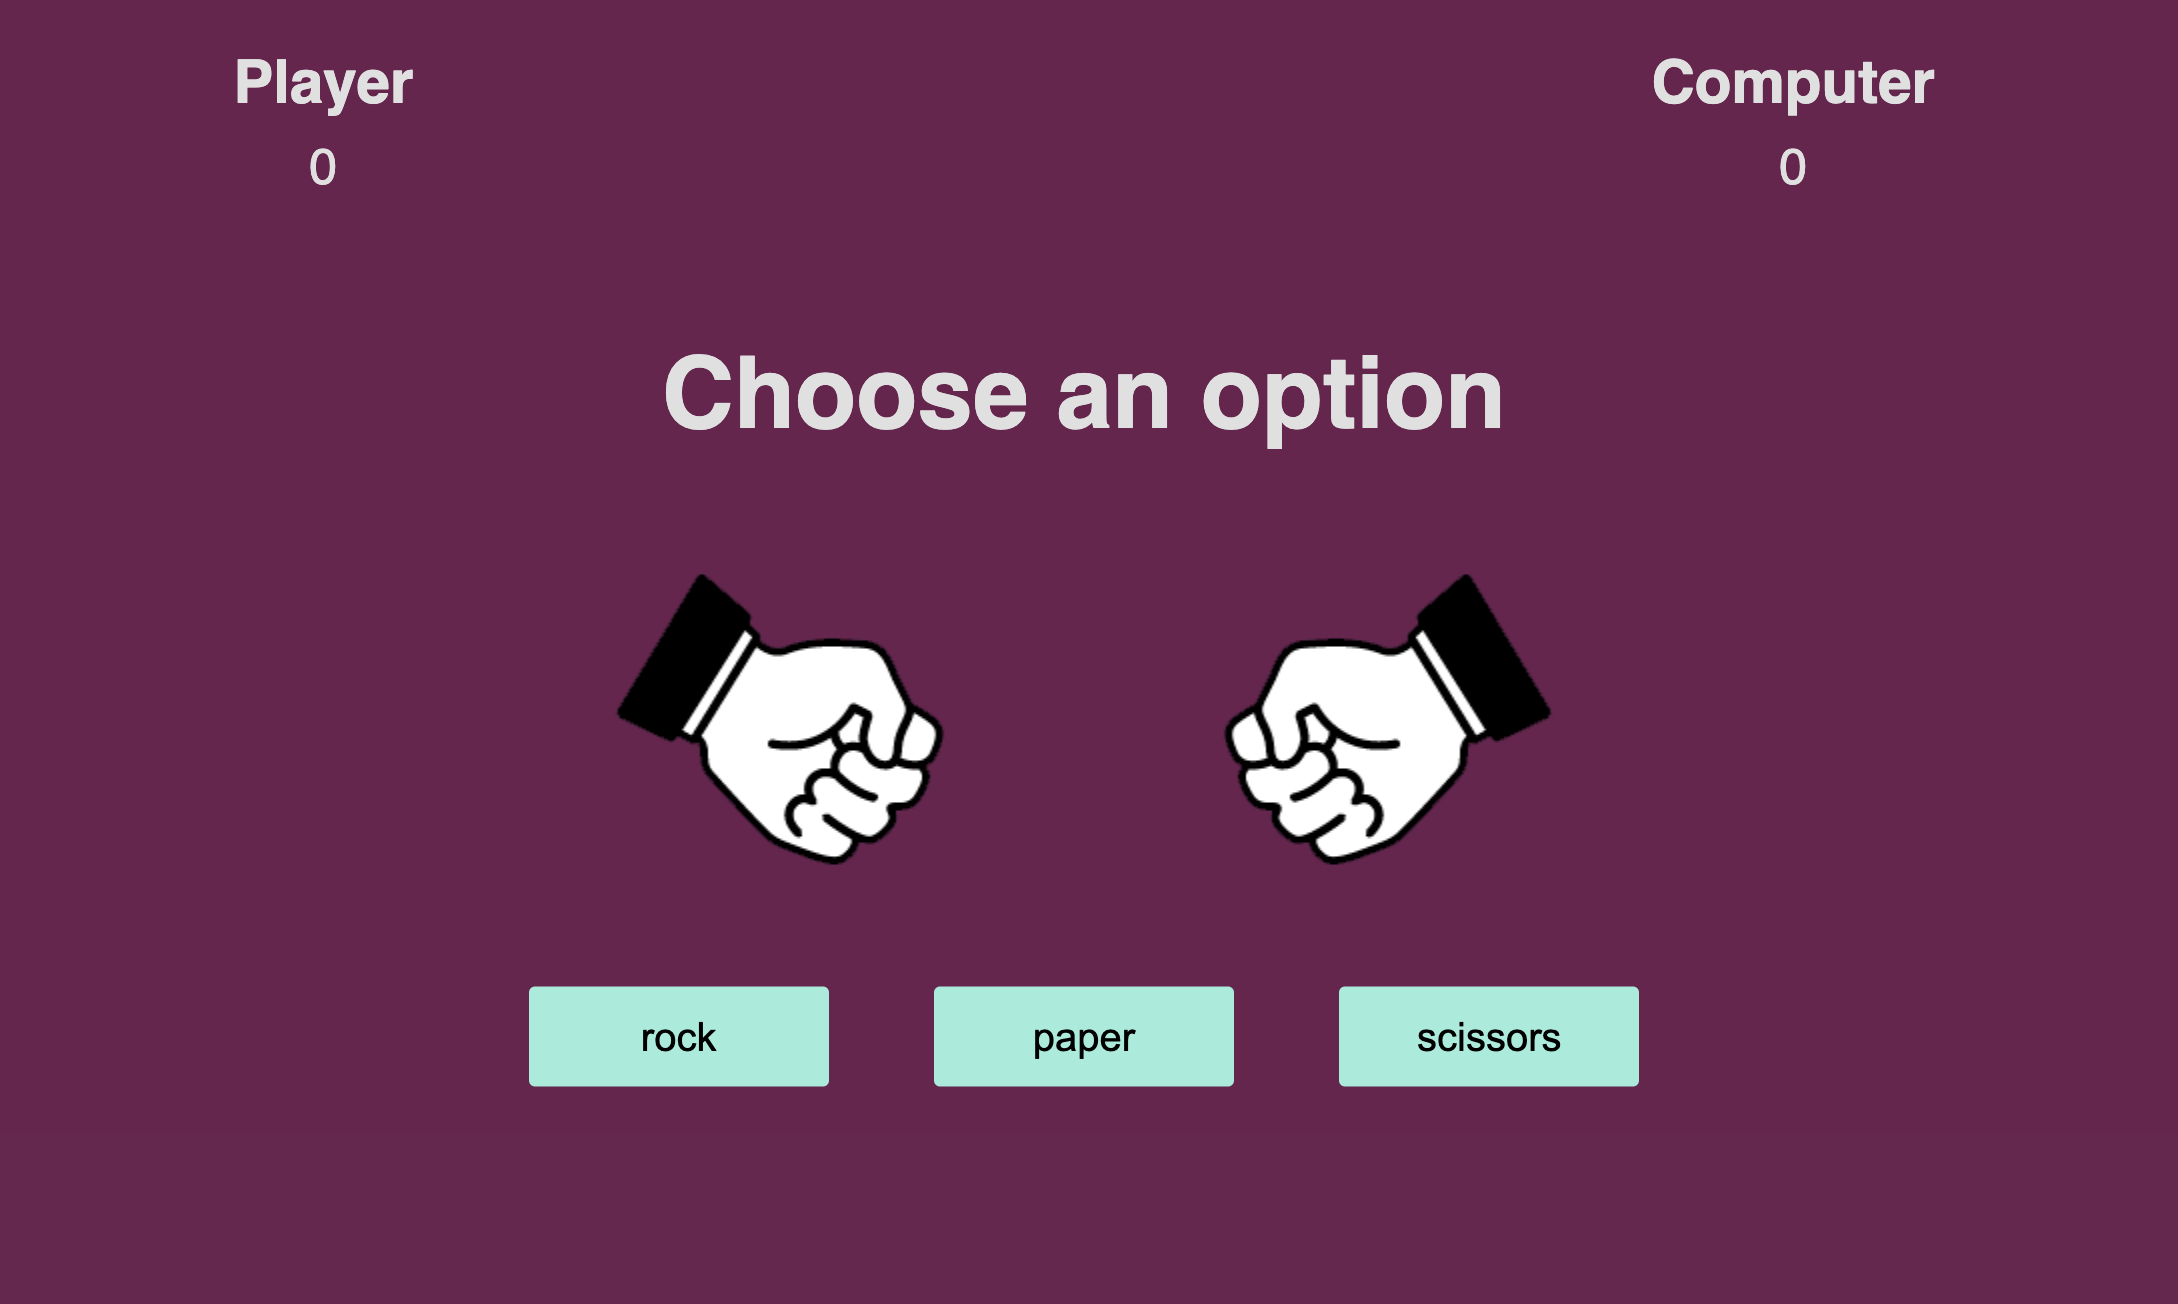 Player
Computer
0
0
Choose an option
rock
paper
scissors